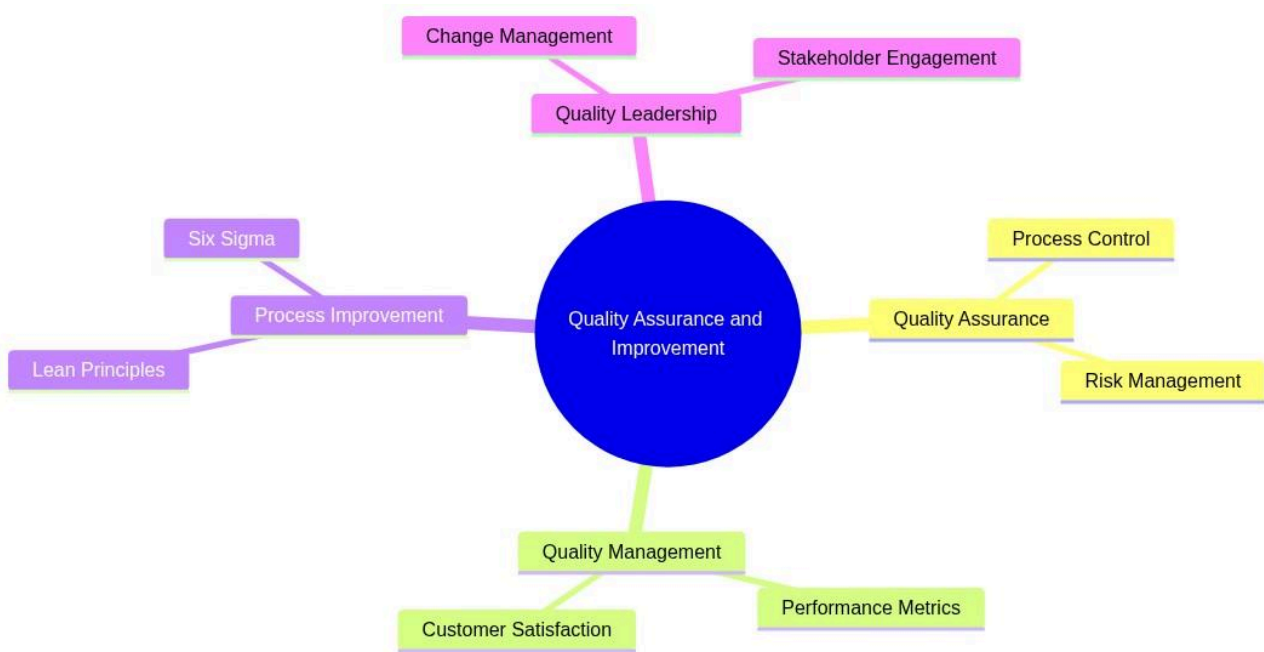 Change Management
Stakeholder Engagement
Quality Leadership
Six Sigma
Process Control
Process Improvement
Quality Assurance and
Improvement
Quality Assurance
Lean Principles
Risk Management
Quality Management
Performance Metrics
Customer Satisfaction